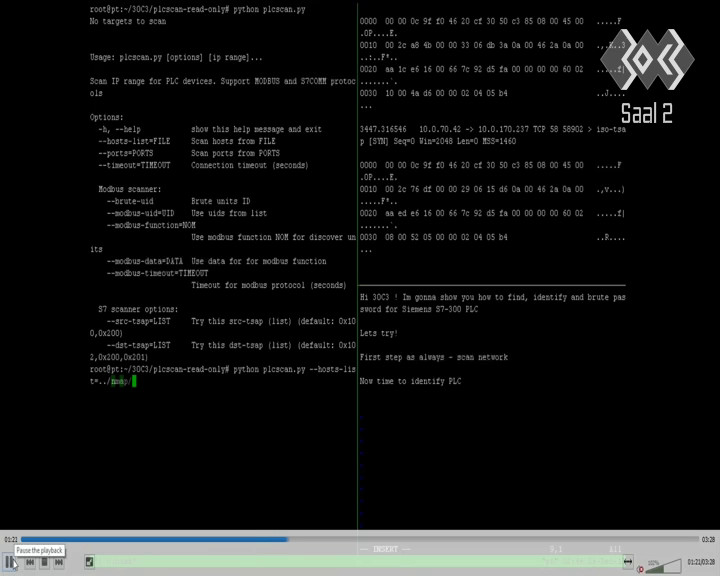 root@pt:~/30C3/plcscan-read-only# python plcscan.py
No targets to scan
Usage: plcscan.py [options] [ip range]...
Scan IP range for PLC devices. Support MODBUS and S7COMM protoc
ols
Options:
-h, --help show this help message and exit
--hosts-list=FILE Scan hosts from FILE
--ports=PORTS Scan ports from PORTS
--timeout=TIMEOUT Connection timeout (seconds)
Modbus scanner:
--brute-uid Brute units ID
--modbus-uid=UID Use uids from list
--modbus-function=NOM
Use modbus function NOM for discover un
its
--modbus-data=DATA Use data for for modbus function
--modbus-timeout=TIMEOUT
Timeout for modbus protocol (seconds)
S7 scanner options:
--src-tsap=LIST Try this src-tsap (list) (default: 0x10
0,0x200)
--dst-tsap=LIST Try this dst-tsap (list) (default: 0x10
2,0x200,0x201)
root@pt:~/30C3/plcscan-read-only# python plcscan.py --hosts-lis
t=../nmap/
0000 00 00 0c 9f f0 46 20 cf 30 50 c3 85 08 00 45 00 .....F
.OP....E.
0010 00 2c a8 4b 00 00 33 06 db 3a 0a 00 46 2a 0a 00 .,.K..3
..:..F*..
0020 aa 1c e6 16 00 66 7c 92 d5 fa 00 00 00 00 60 02 .....f|
.......`.
0030 10 00 4a d6 00 00 02 04 05 b4 ..J....
...
3447.316546 10.0.70.42 -> 10.0.170.237 TCP 58 58902 > iso-tsa
p [SYN] Seq=0 Win=2048 Len=0 MSS=1460
0000 00 00 0c 9f f0 46 20 cf 30 50 c3 85 08 00 45 00 .....F
.OP....E.
0010 00 2c 76 df 00 00 29 06 15 d6 0a 00 46 2a 0a 00 .,v...)
.....F*..
0020 aa ed e6 16 00 66 7c 92 d5 fa 00 00 00 00 60 02 .....f|
.......`.
0030 08 00 52 05 00 00 02 04 05 b4 ..R....
...
Hi 30C3 ! Im gonna show you how to find, identify and brute pas
sword for Siemens S7-300 PLC
Lets try!
First step as always - scan network
Now time to identify PLC
-- INSERT -- 9,1 All
Saal 2
01:21
03:28
Pause the playback
102%
01:21/03:28